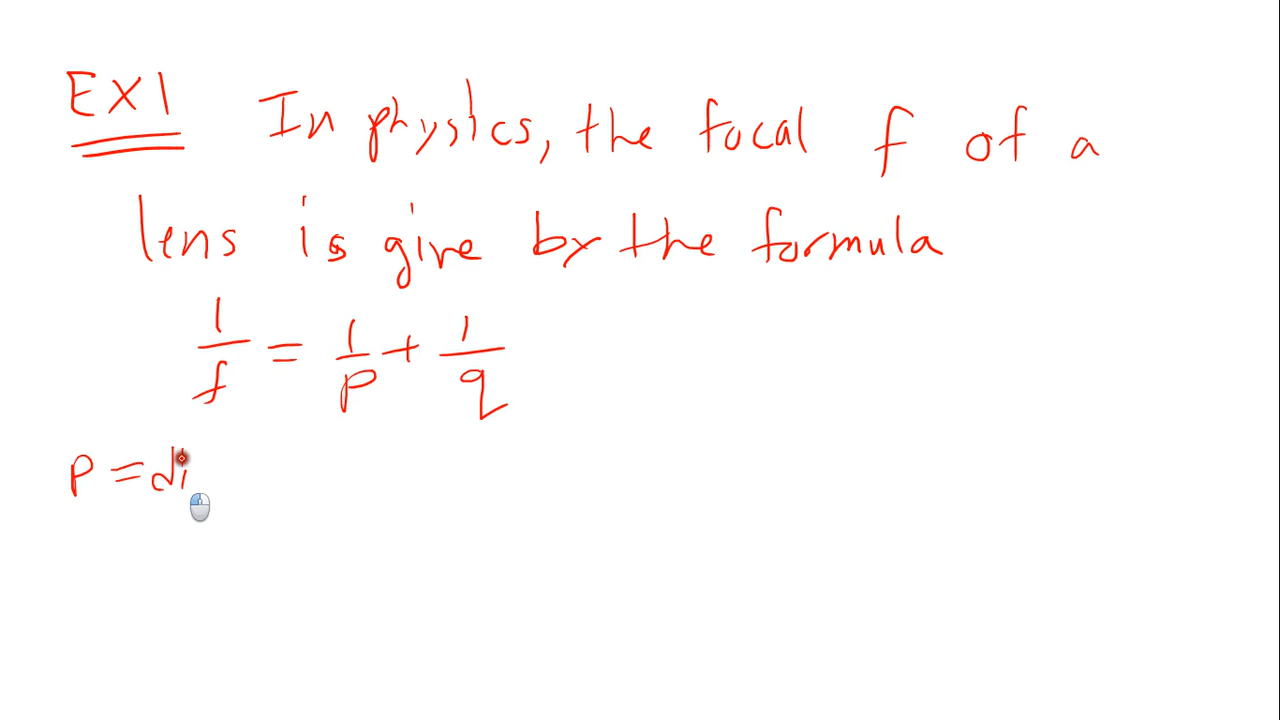 EX1 In physics, the focal f of a
lens is give by the formula
1/f = 1/p + 1/q
P = di